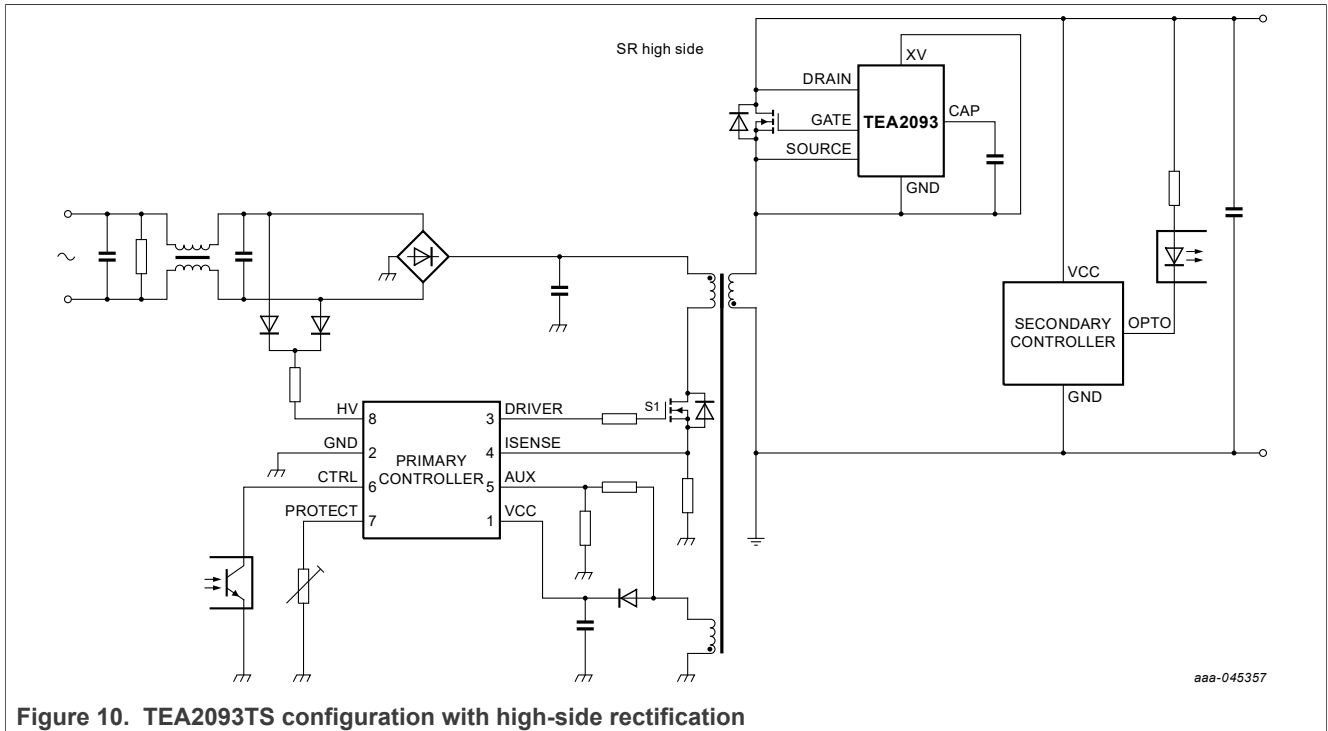 SR high side
XV
DRAIN
GATE
TEA2093
CAP
SOURCE
GND
~
VCC
SECONDARY
CONTROLLER
OPTO
GND
HV
8
3
DRIVER
S1
GND
2
4
ISENSE
PRIMARY
CONTROLLER
CTRL
6
5
AUX
PROTECT
7
1
VCC
aaa-045357
Figure 10. TEA2093TS configuration with high-side rectification